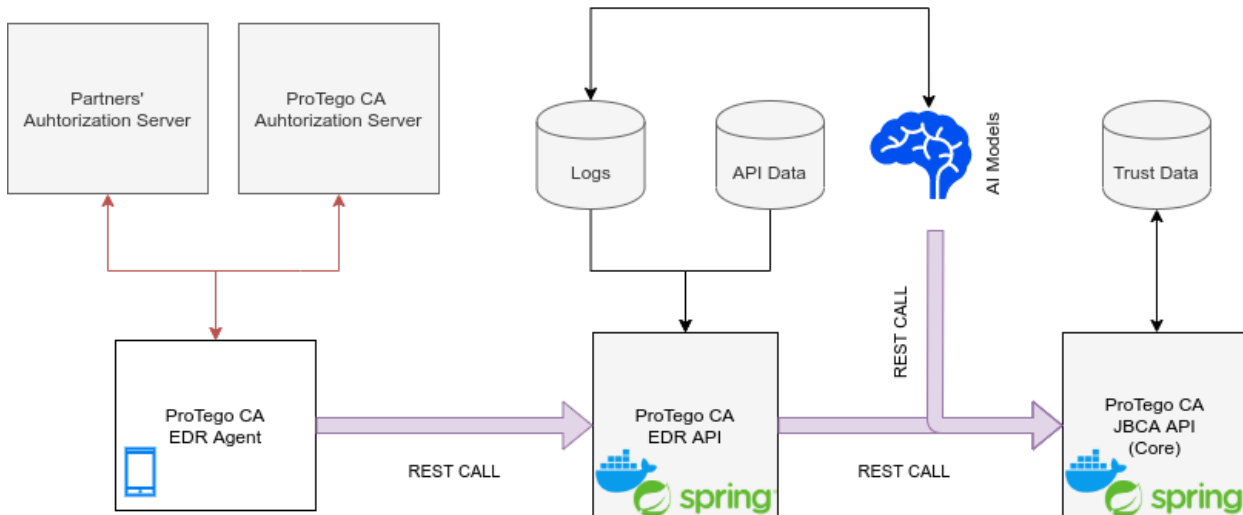 Partners'
Auhtorization Server
ProTego CA
Auhtorization Server
Logs
API Data
AI Models
Trust Data
REST CALL
ProTego CA
EDR Agent
REST CALL
ProTego CA
EDR API
spring
REST CALL
ProTego CA
JBCA API
(Core)
spring